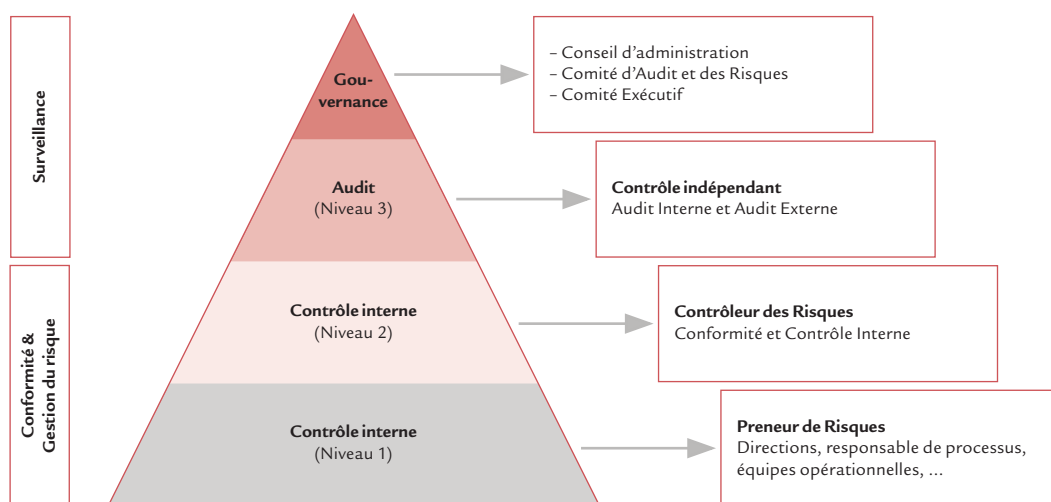 Surveillance
Gou-
vernance
– Conseil d’administration
– Comité d’Audit et des Risques
– Comité Exécutif
Audit
(Niveau 3)
Contrôle indépendant
Audit Interne et Audit Externe
Conformité &
Gestion du risque
Contrôle interne
(Niveau 2)
Contrôleur des Risques
Conformité et Contrôle Interne
Contrôle interne
(Niveau 1)
Preneur de Risques
Directions, responsable de processus,
équipes opérationnelles, ...